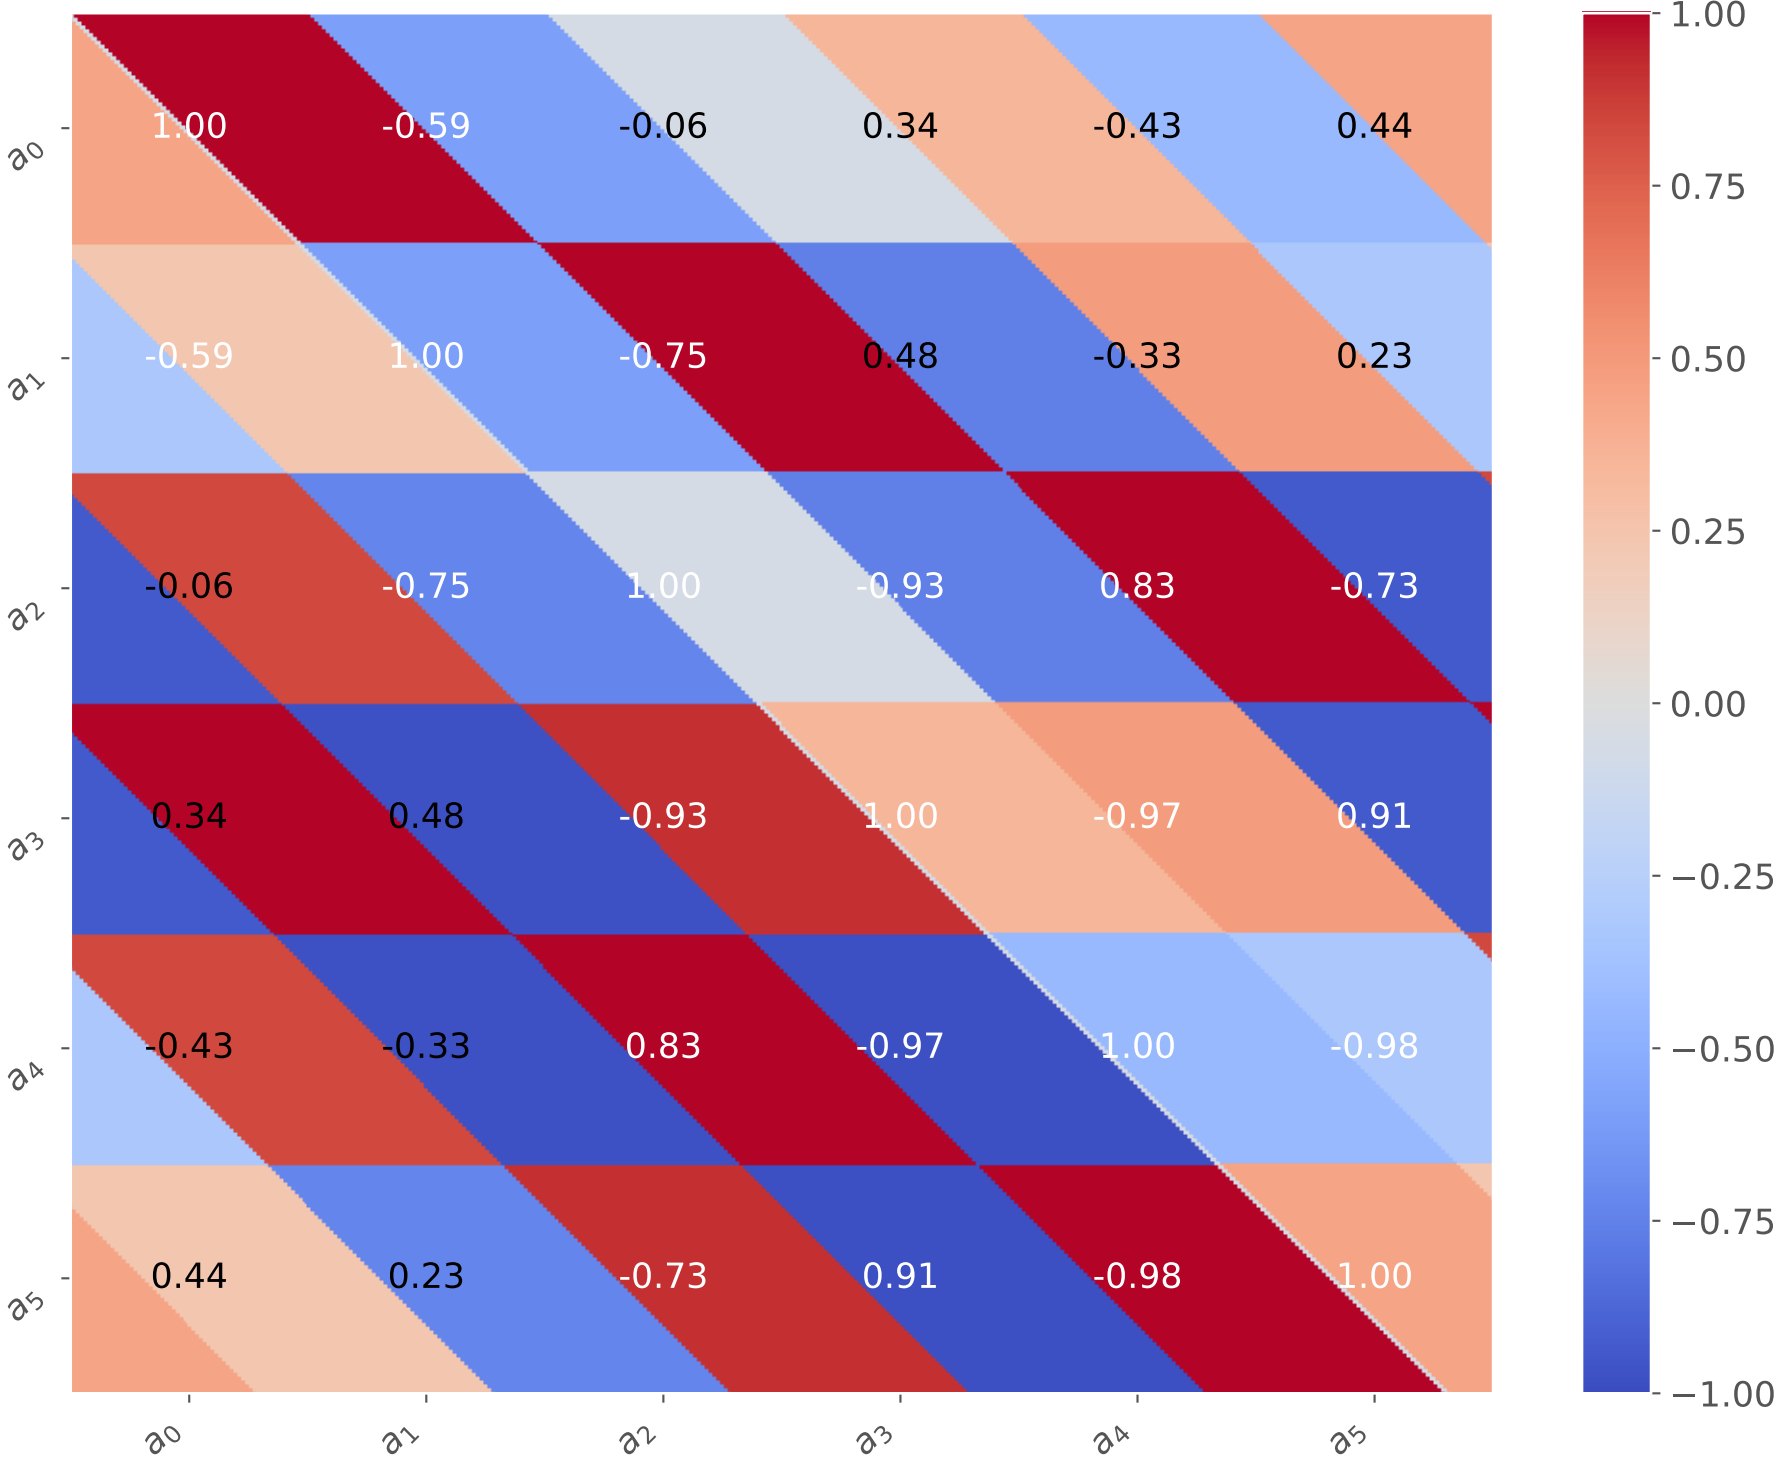 1.00
a0 1.00 -0.59 -0.06 0.34 -0.43 0.44
0.75
a1 -0.59 1.00 -0.75 0.48 -0.33 0.23
0.50
0.25
a2 -0.06 -0.75 1.00 -0.93 0.83 -0.73
0.00
a3 0.34 0.48 -0.93 1.00 -0.97 0.91
−0.25
a4 -0.43 -0.33 0.83 -0.97 1.00 -0.98
−0.50
−0.75
a5 0.44 0.23 -0.73 0.91 -0.98 1.00
−1.00
a0 a1 a2 a3 a4 a5